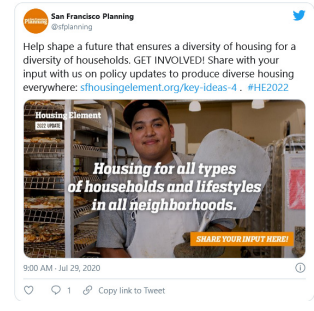 San Francisco Planning
@sfplanning
Help shape a future that ensures a diversity of housing for a
diversity of households. GET INVOLVED! Share with your
input with us on policy updates to produce diverse housing
everywhere: sfhousingelement.org/key-ideas-4 . #HE2022
Housing Element
2022 UPDATE
Housing for all types
of households and lifestyles
in all neighborhoods.
SHARE YOUR INPUT HERE!
9:00 AM · Jul 29, 2020
1 Copy link to Tweet